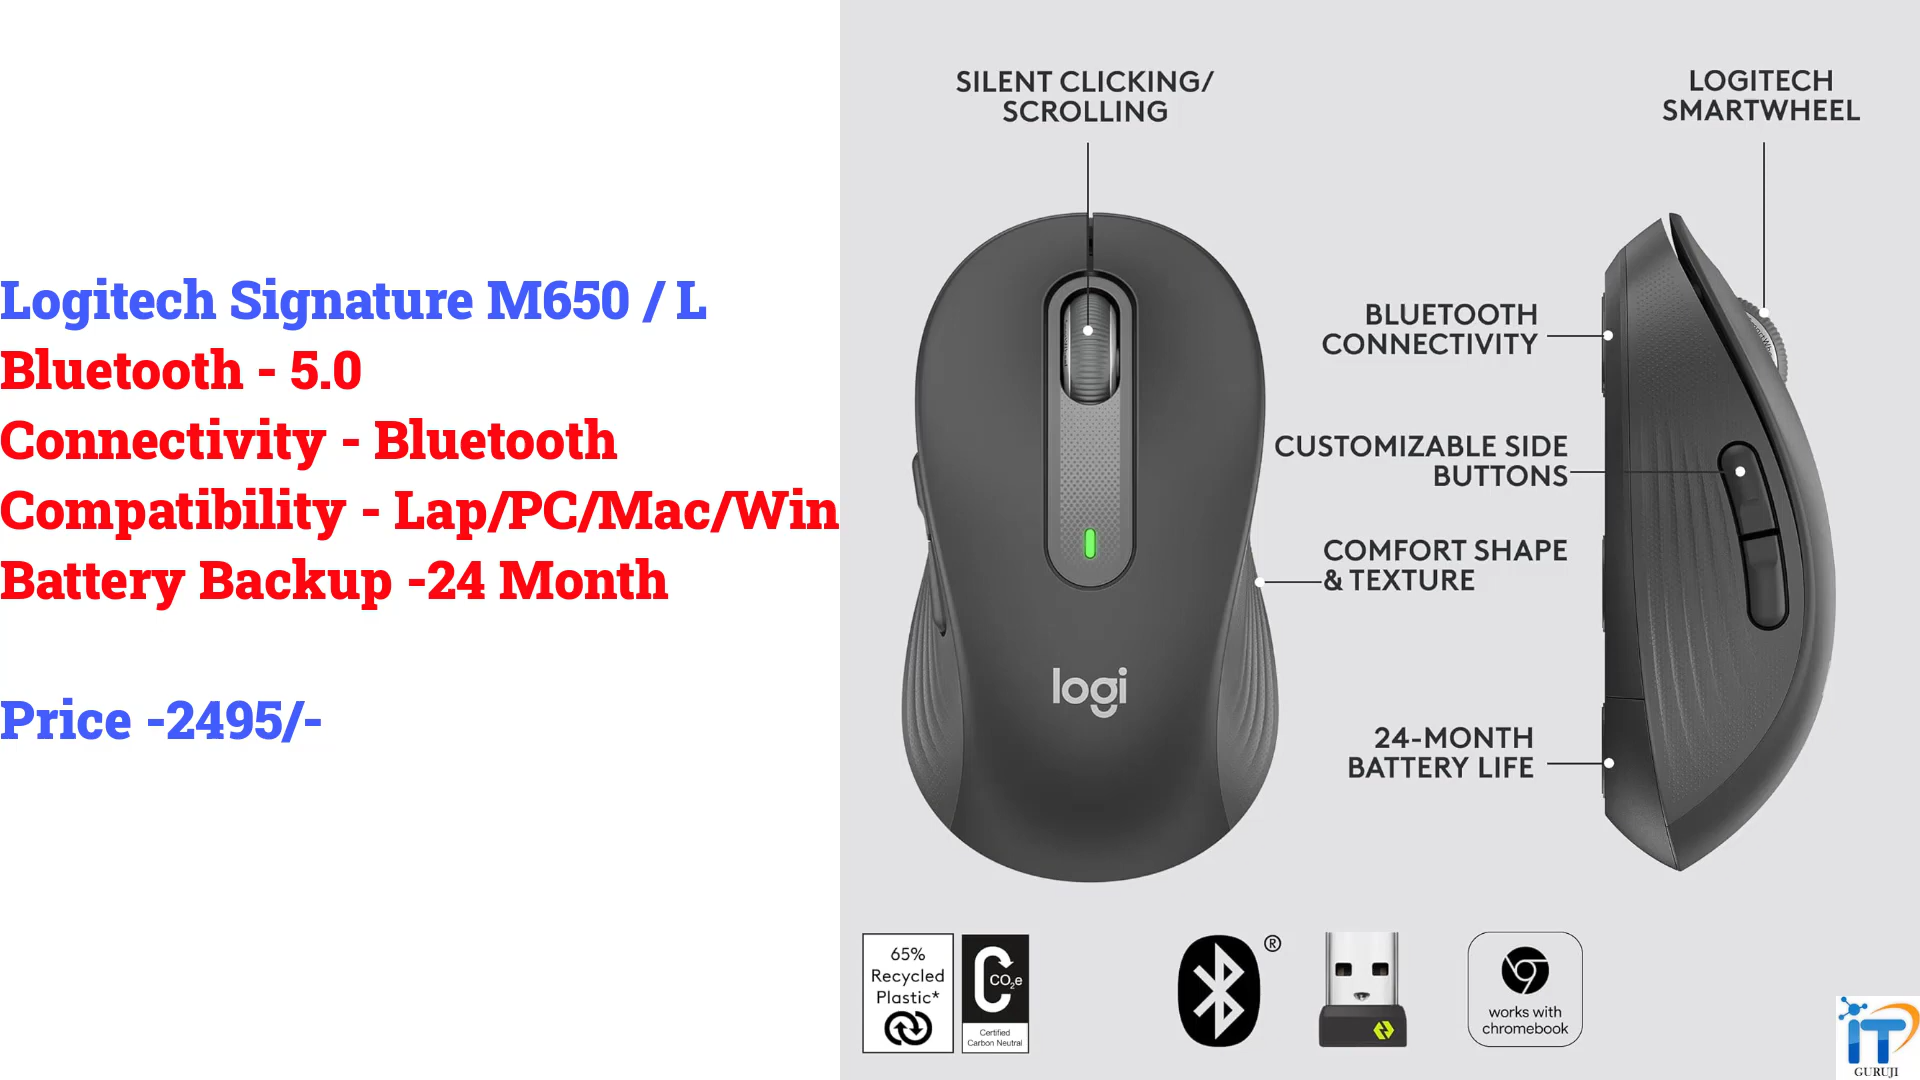 Logitech Signature M650 / L
Bluetooth - 5.0
Connectivity - Bluetooth
Compatibility - Lap/PC/Mac/Win
Battery Backup -24 Month
Price -2495/-
SILENT CLICKING/
SCROLLING
LOGITECH
SMARTWHEEL
BLUETOOTH
CONNECTIVITY
CUSTOMIZABLE SIDE
BUTTONS
COMFORT SHAPE
& TEXTURE
logi
24-MONTH
BATTERY LIFE
65%
Recycled
Plastic*
CO₂e
Certified
Carbon Neutral
®
works with
chromebook
IT
GURUJI